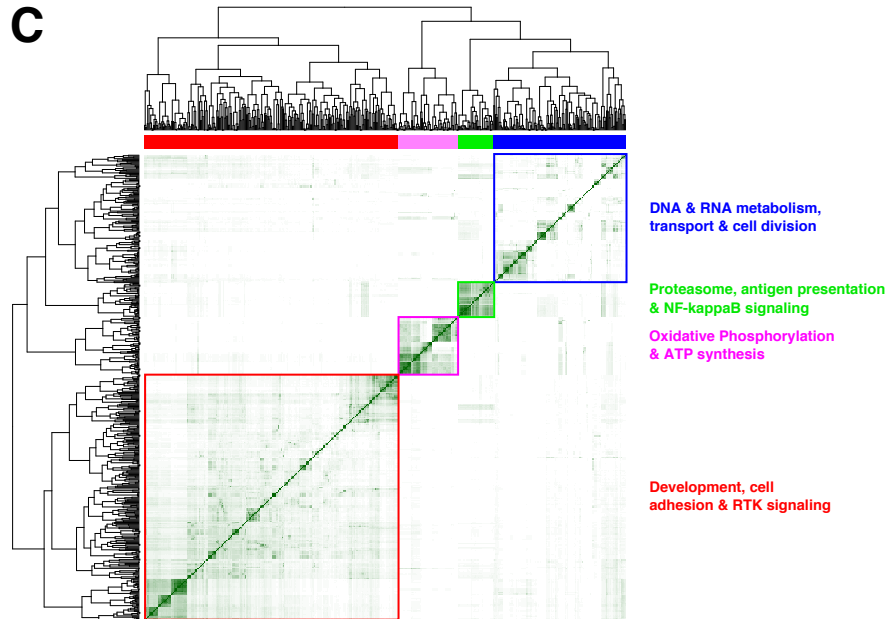 C
DNA & RNA metabolism,
transport & cell division
Proteasome, antigen presentation
& NF-kappaB signaling
Oxidative Phosphorylation
& ATP synthesis
Development, cell
adhesion & RTK signaling